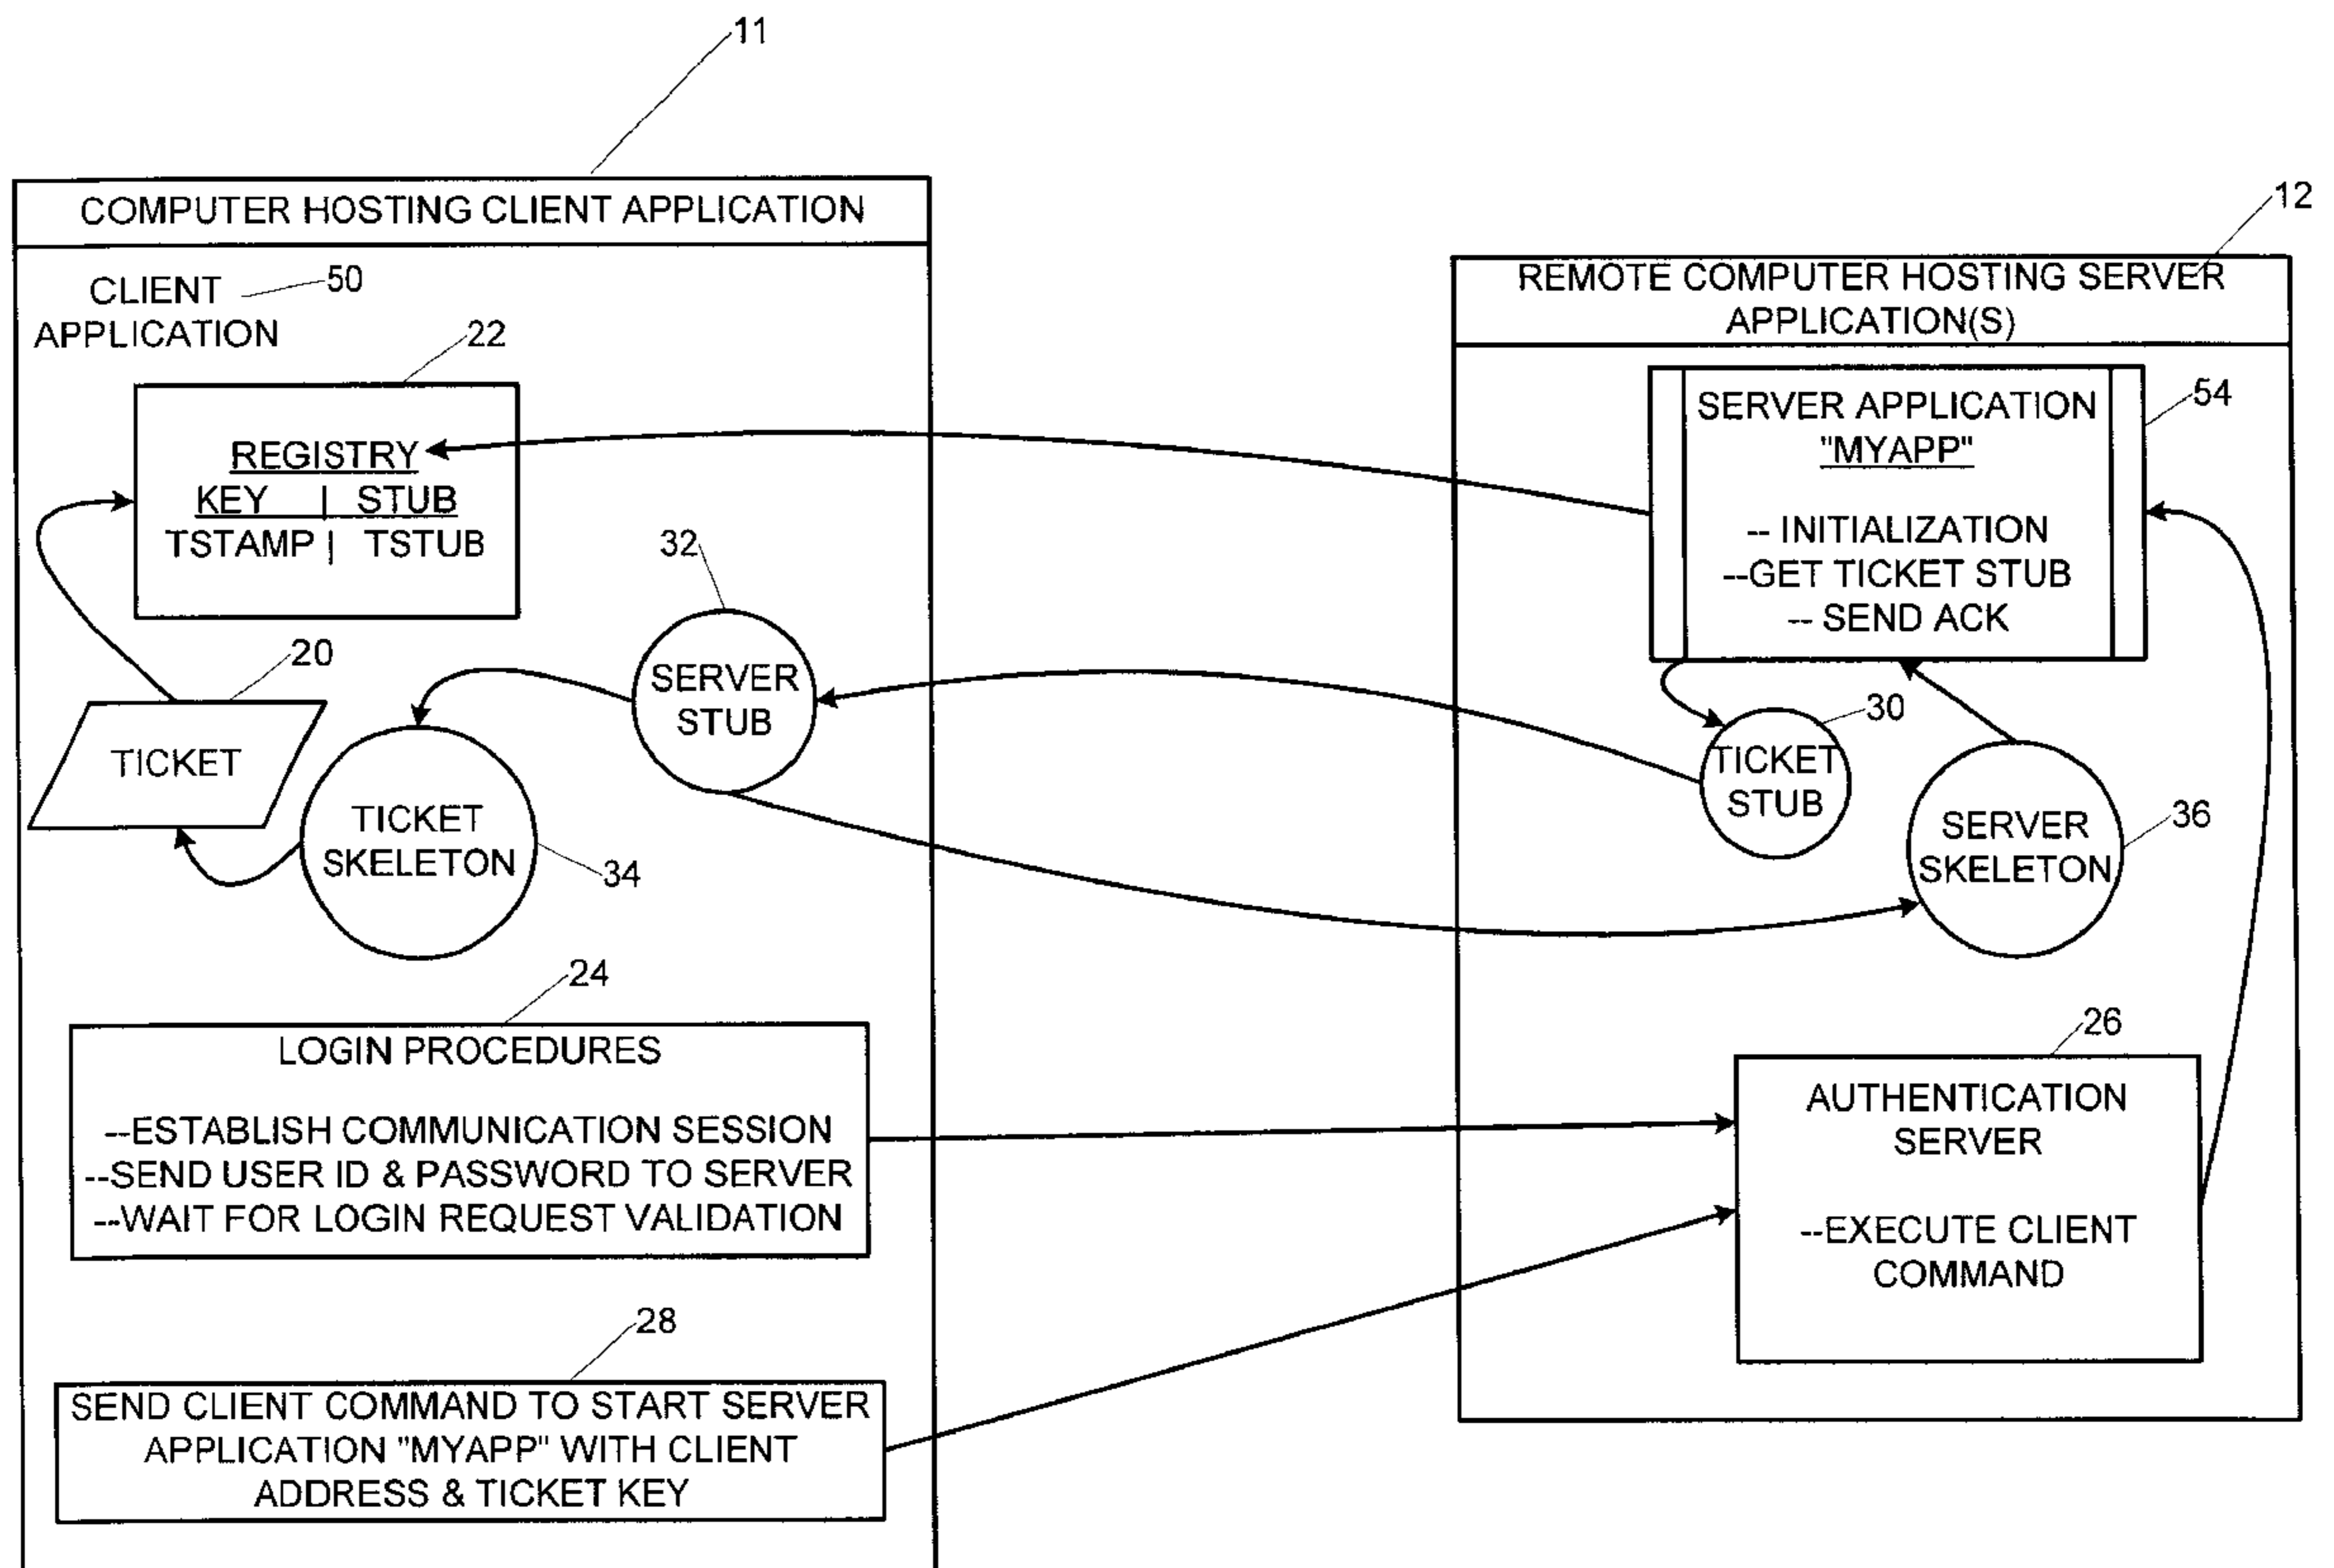 11
COMPUTER HOSTING CLIENT APPLICATION
CLIENT
APPLICATION
50
22
REGISTRY
KEY | STUB
TSTAMP | TSTUB
32
SERVER
STUB
20
TICKET
TICKET
SKELETON
34
24
LOGIN PROCEDURES
--ESTABLISH COMMUNICATION SESSION
--SEND USER ID & PASSWORD TO SERVER
--WAIT FOR LOGIN REQUEST VALIDATION
28
SEND CLIENT COMMAND TO START SERVER
APPLICATION "MYAPP" WITH CLIENT
ADDRESS & TICKET KEY
12
REMOTE COMPUTER HOSTING SERVER
APPLICATION(S)
54
SERVER APPLICATION
"MYAPP"
-- INITIALIZATION
--GET TICKET STUB
-- SEND ACK
30
TICKET
STUB
SERVER
SKELETON
36
26
AUTHENTICATION
SERVER
--EXECUTE CLIENT
COMMAND